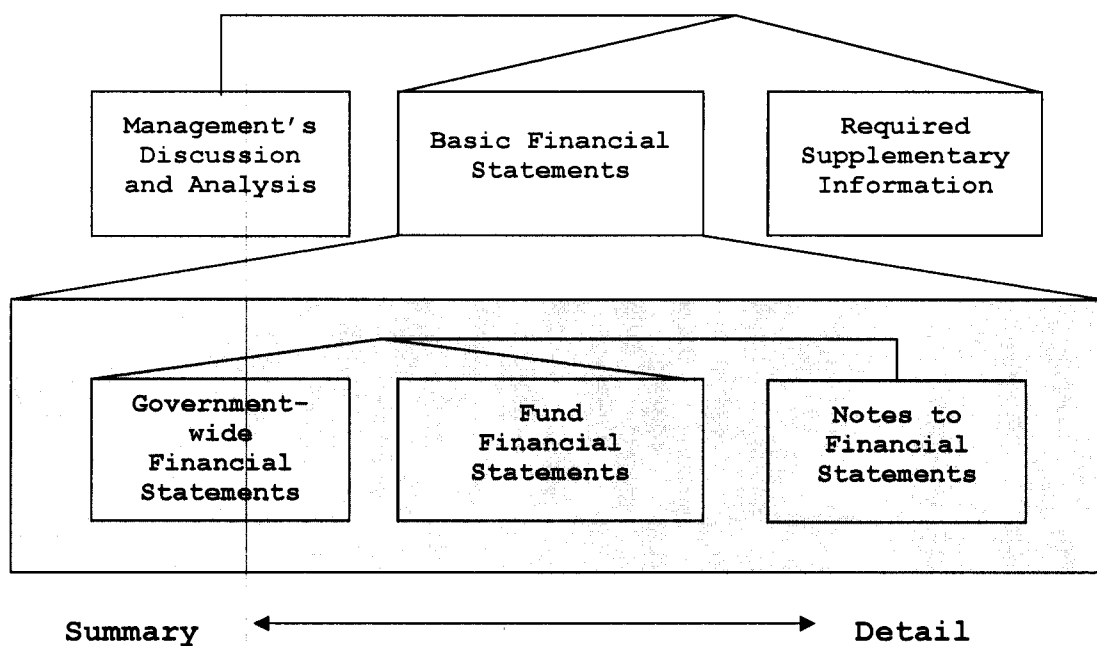 Management's
Discussion
and Analysis
Basic Financial
Statements
Required
Supplementary
Information
Government-
wide
Financial
Statements
Fund
Financial
Statements
Notes to
Financial
Statements
Summary
Detail